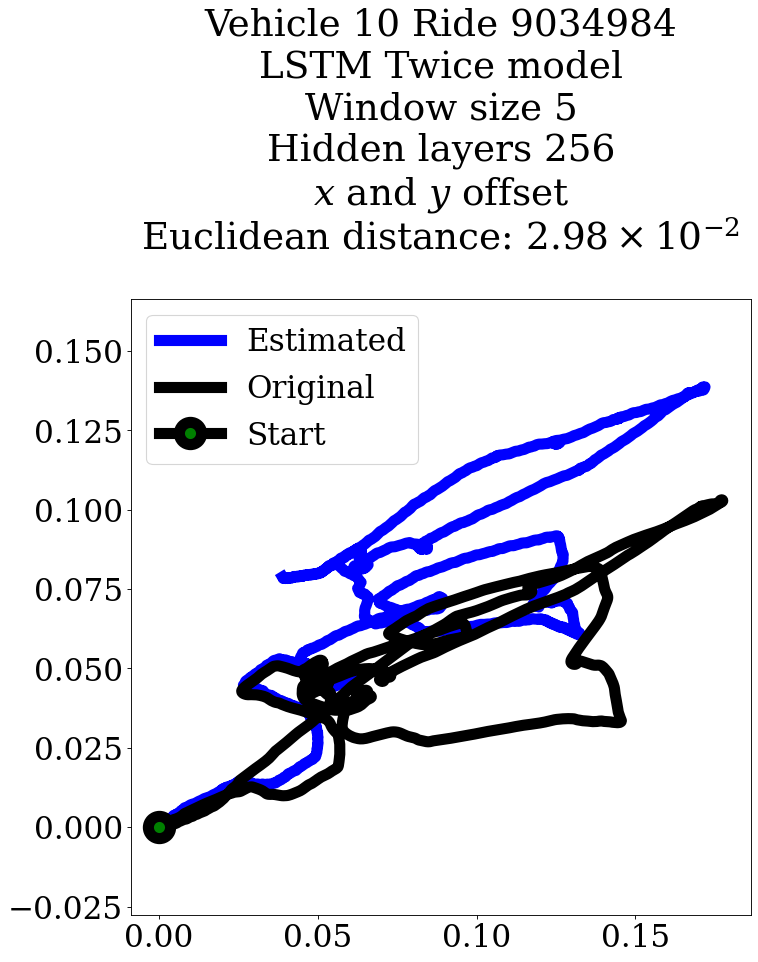 Vehicle 10 Ride 9034984
LSTM Twice model
Window size 5
Hidden layers 256
x and y offset
Euclidean distance: 2.98 × 10⁻²
Estimated
Original
Start
0.150
0.125
0.100
0.075
0.050
0.025
0.000
−0.025
0.00 0.05 0.10 0.15